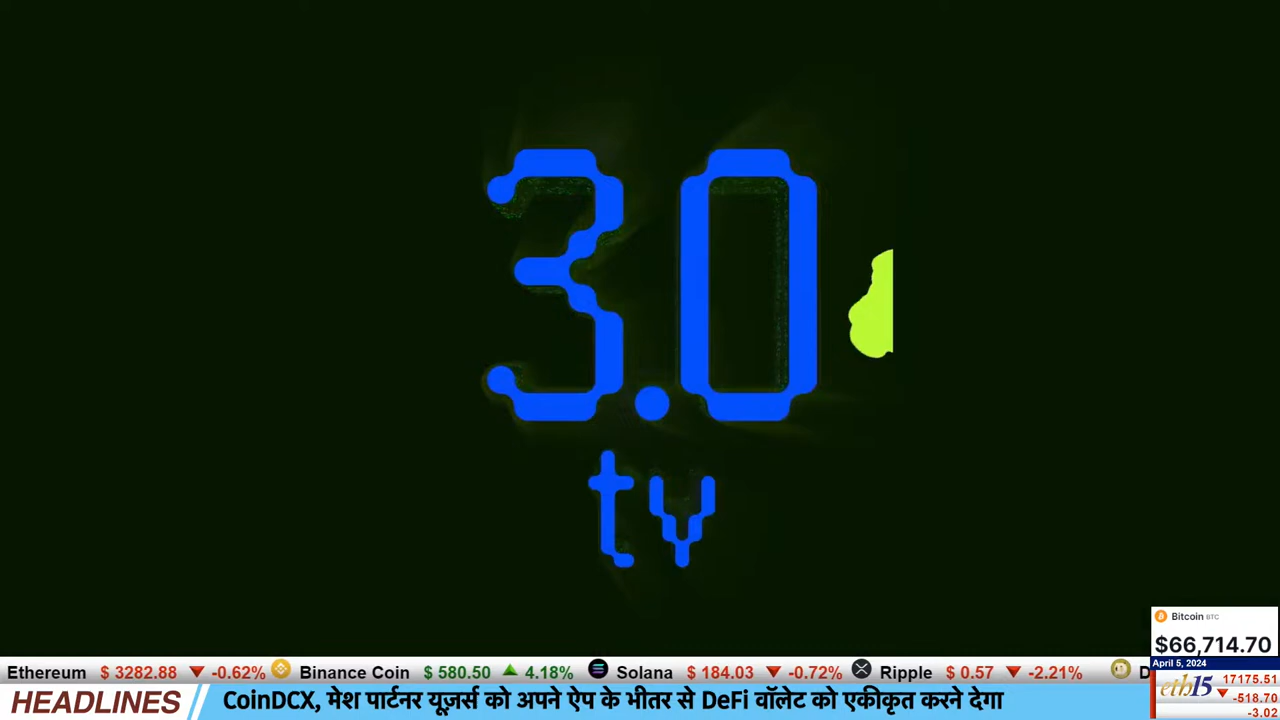 3.0
tv
Bitcoin BTC
$66,714.70
April 5, 2024
Ethereum $ 3282.88 ▼ -0.62% Binance Coin $ 580.50 ▲ 4.18% Solana $ 184.03 ▼ -0.72% Ripple $ 0.57 ▼ -2.21% D
eth15 17175.51
▼ -518.70
-3.02
HEADLINES CoinDCX, मेश पार्टनर यूज़र्स को अपने ऐप के भीतर से DeFi वॉलेट को एकीकृत करने देगा